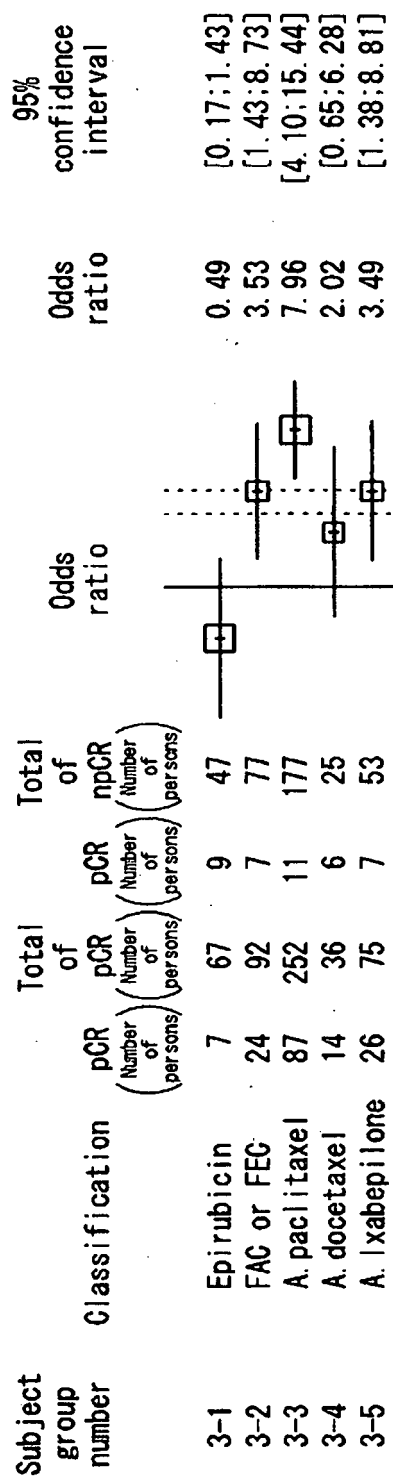 Subject group number Classification pCR (Number of persons) Total of pCR (Number of persons) pCR (Number of persons) Total of npCR (Number of persons) Odds ratio Odds ratio 95% confidence interval
3-1 Epirubicin 7 67 9 47 0.49 [0.17;1.43]
3-2 FAC or FEC 24 92 7 77 3.53 [1.43;8.73]
3-3 A. paclitaxel 87 252 11 177 7.96 [4.10;15.44]
3-4 A. docetaxel 14 36 6 25 2.02 [0.65;6.28]
3-5 A. Ixabepilone 26 75 7 53 3.49 [1.38;8.81]